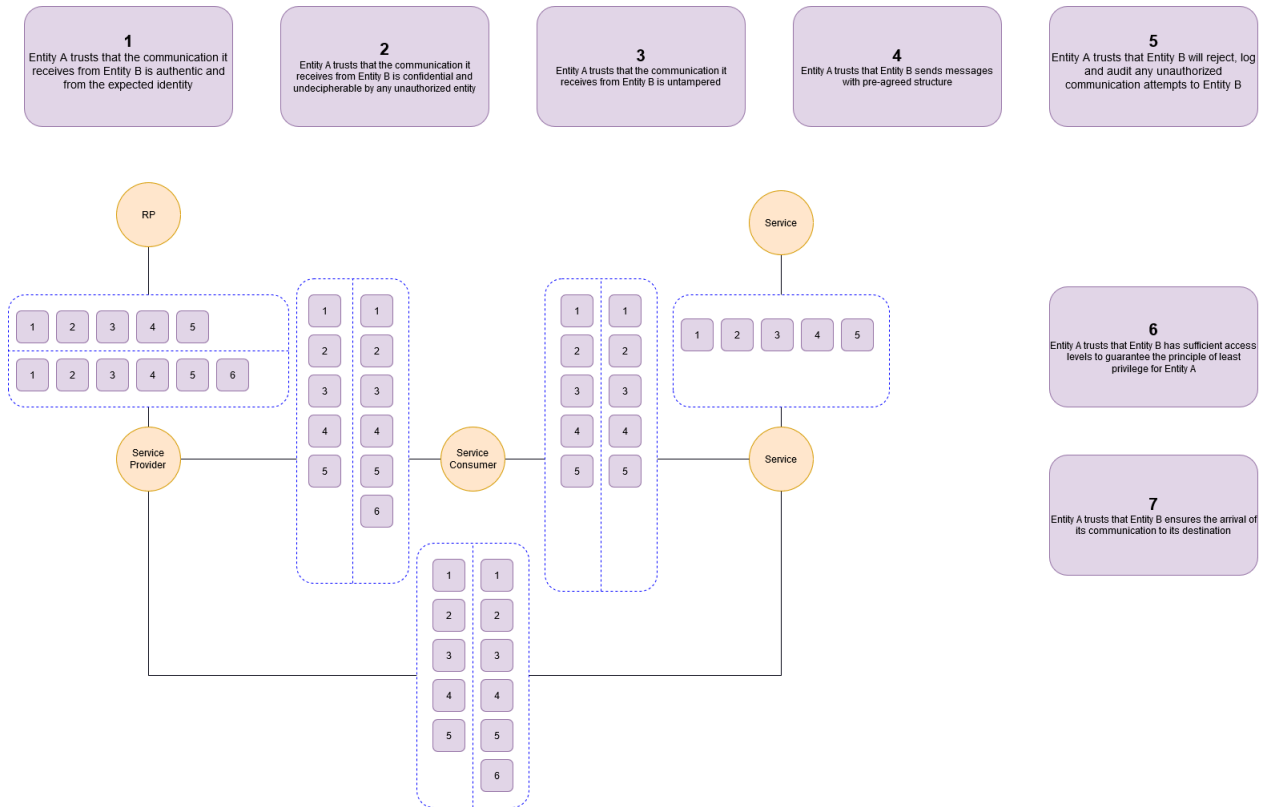 1
Entity A trusts that the communication it
receives from Entity B is authentic and
from the expected identity
2
Entity A trusts that the communication it
receives from Entity B is confidential and
undecipherable by any unauthorized entity
3
Entity A trusts that the communication it
receives from Entity B is untampered
4
Entity A trusts that Entity B sends messages
with pre-agreed structure
5
Entity A trusts that Entity B will reject, log
and audit any unauthorized
communication attempts to Entity B
RP
Service
1 2 3 4 5
1 2 3 4 5 6
1 1
2 2
3 3
4 4
5 5
6
1 1
2 2
3 3
4 4
5 5
1 2 3 4 5
6
Entity A trusts that Entity B has sufficient access
levels to guarantee the principle of least
privilege for Entity A
Service
Provider
Service
Consumer
Service
7
Entity A trusts that Entity B ensures the arrival of
its communication to its destination
1 1
2 2
3 3
4 4
5 5
6